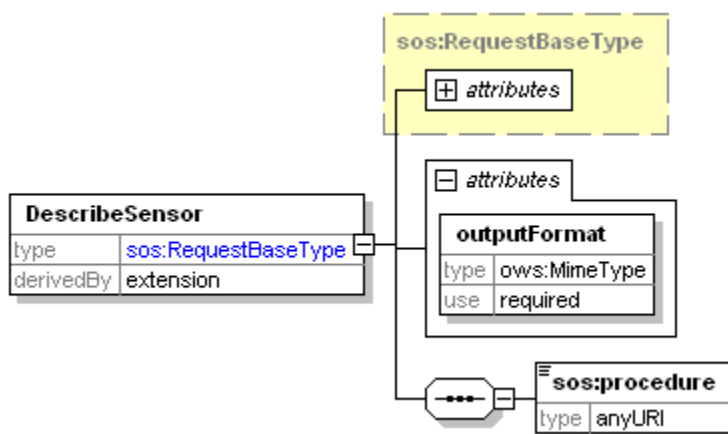 sos:RequestBaseType
attributes
attributes
DescribeSensor
type sos:RequestBaseType
derivedBy extension
outputFormat
type ows:MimeType
use required
sos:procedure
type anyURI